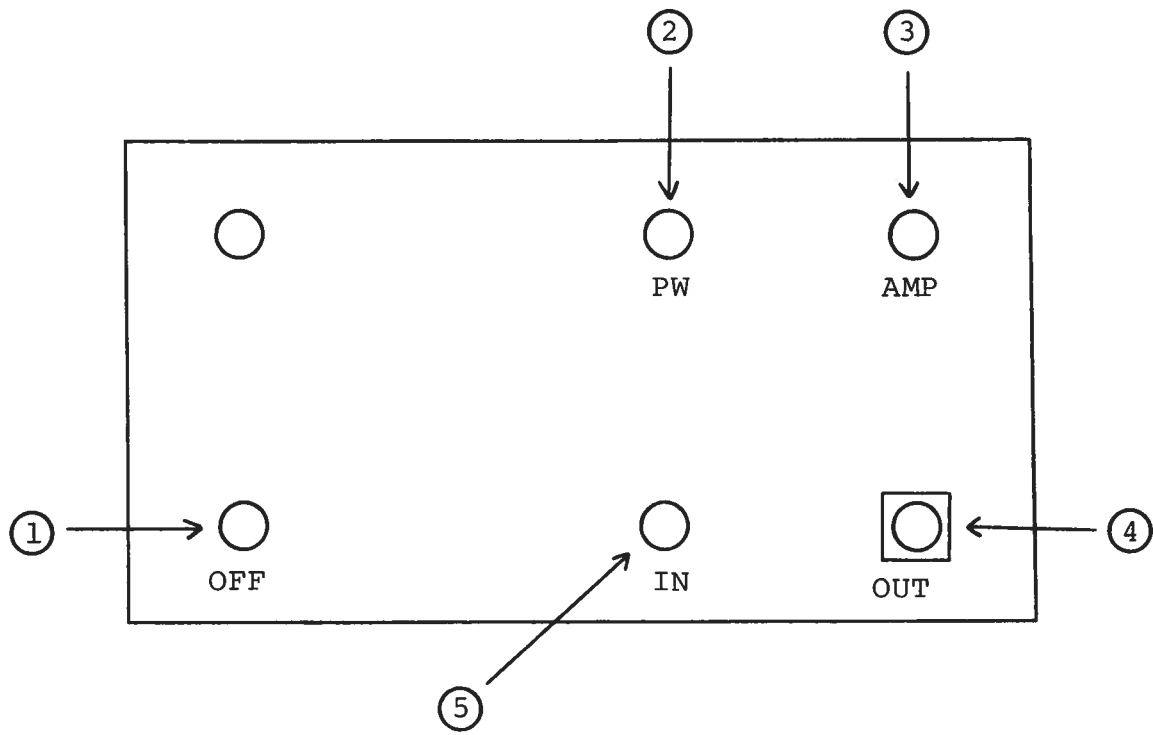 ② ③
PW AMP
① ④
OFF IN OUT
⑤